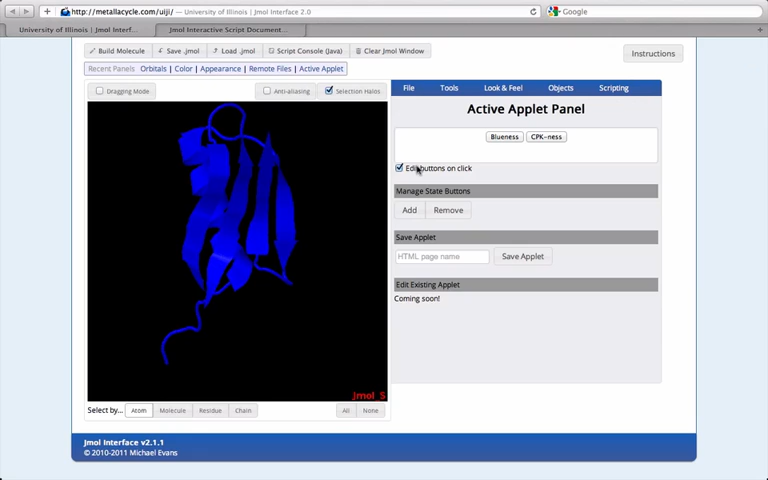 http://metallacycle.com/uiji/ — University of Illinois | Jmol Interface 2.0
Google
University of Illinois | Jmol Interf...
Jmol Interactive Script Document...
Build Molecule
Save .jmol
Load .jmol
Script Console (Java)
Clear Jmol Window
Instructions
Recent Panels Orbitals | Color | Appearance | Remote Files | Active Applet
Dragging Mode
Anti-aliasing
Selection Halos
File
Tools
Look & Feel
Objects
Scripting
Active Applet Panel
Blueness
CPK-ness
Edit buttons on click
Manage State Buttons
Add
Remove
Save Applet
HTML page name
Save Applet
Edit Existing Applet
Coming soon!
Jmol_S
Select by...
Atom
Molecule
Residue
Chain
All
None
Jmol Interface v2.1.1
© 2010-2011 Michael Evans